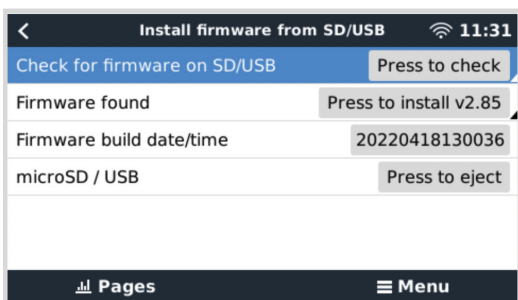 Install firmware from SD/USB 11:31
Check for firmware on SD/USB Press to check
Firmware found Press to install v2.85
Firmware build date/time 20220418130036
microSD / USB Press to eject
Pages Menu